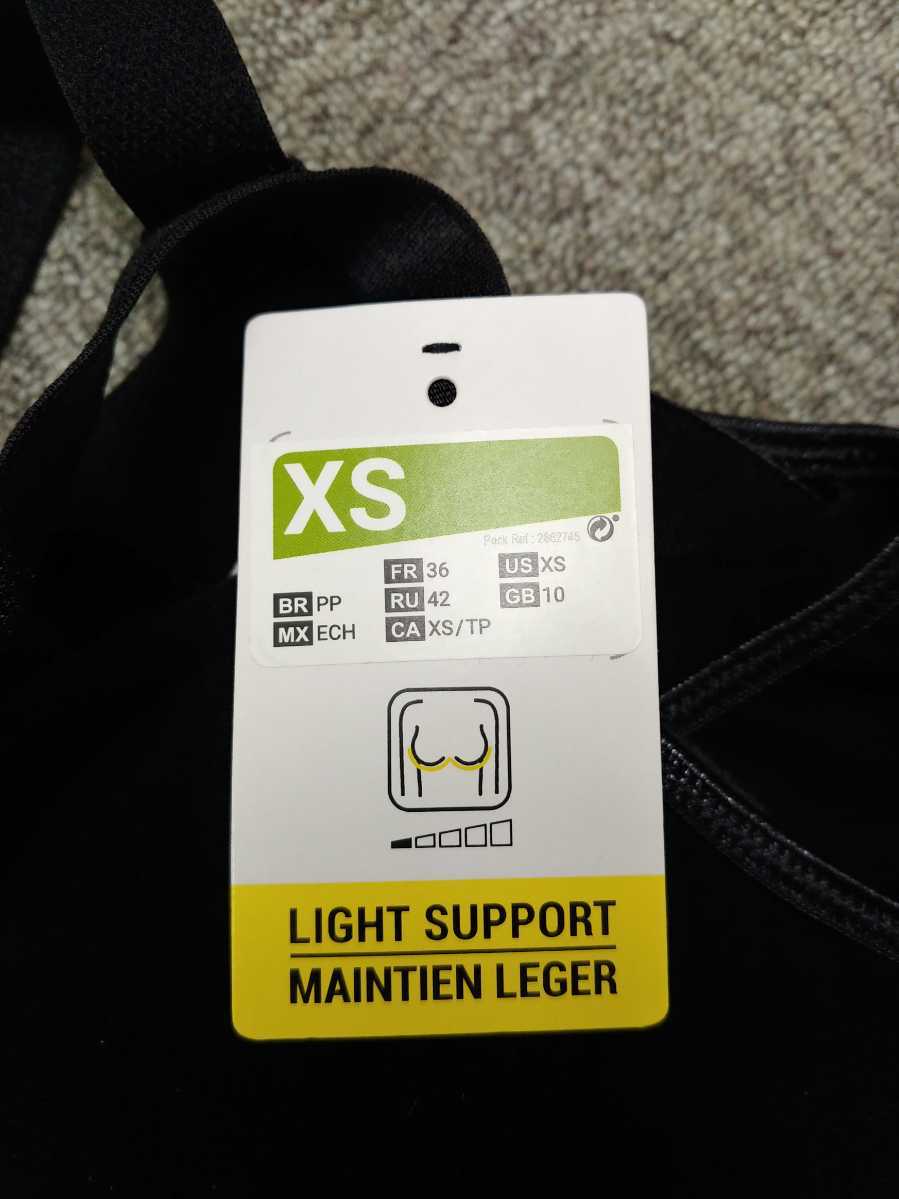 XS
Pack Ref : 2862745
FR 36 US XS
BR PP RU 42 GB 10
MX ECH CA XS/TP
LIGHT SUPPORT
MAINTIEN LEGER